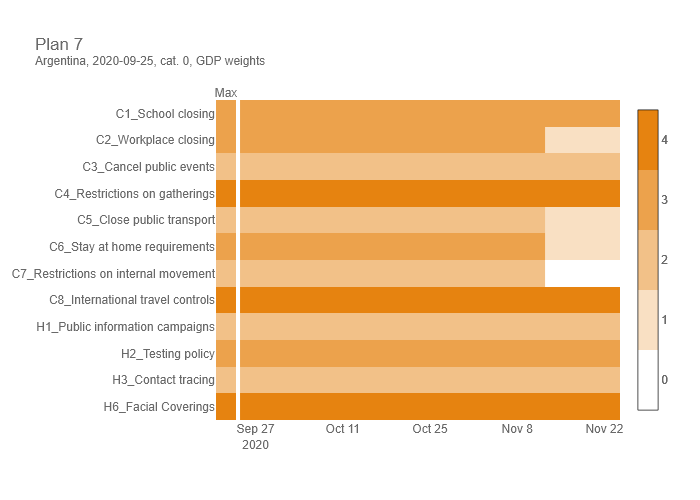 Plan 7
Argentina, 2020-09-25, cat. 0, GDP weights
Max
C1_School closing
C2_Workplace closing
C3_Cancel public events
C4_Restrictions on gatherings
C5_Close public transport
C6_Stay at home requirements
C7_Restrictions on internal movement
C8_International travel controls
H1_Public information campaigns
H2_Testing policy
H3_Contact tracing
H6_Facial Coverings
Sep 27 Oct 11 Oct 25 Nov 8 Nov 22
2020
4
3
2
1
0